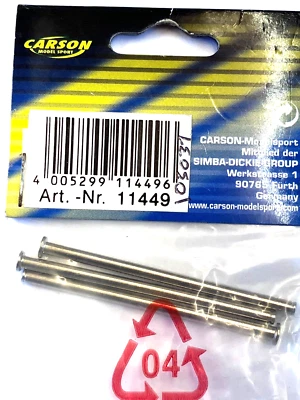 CARSON
MODEL SPORT
4 005299 114496
Art. -Nr. 11449
CARSON-Modelsport
Mitglied der
SIMBA-DICKIE-GROUP
Werkstrasse 1
90765 Fürth
Germany
www.carson-modelsport.com
04